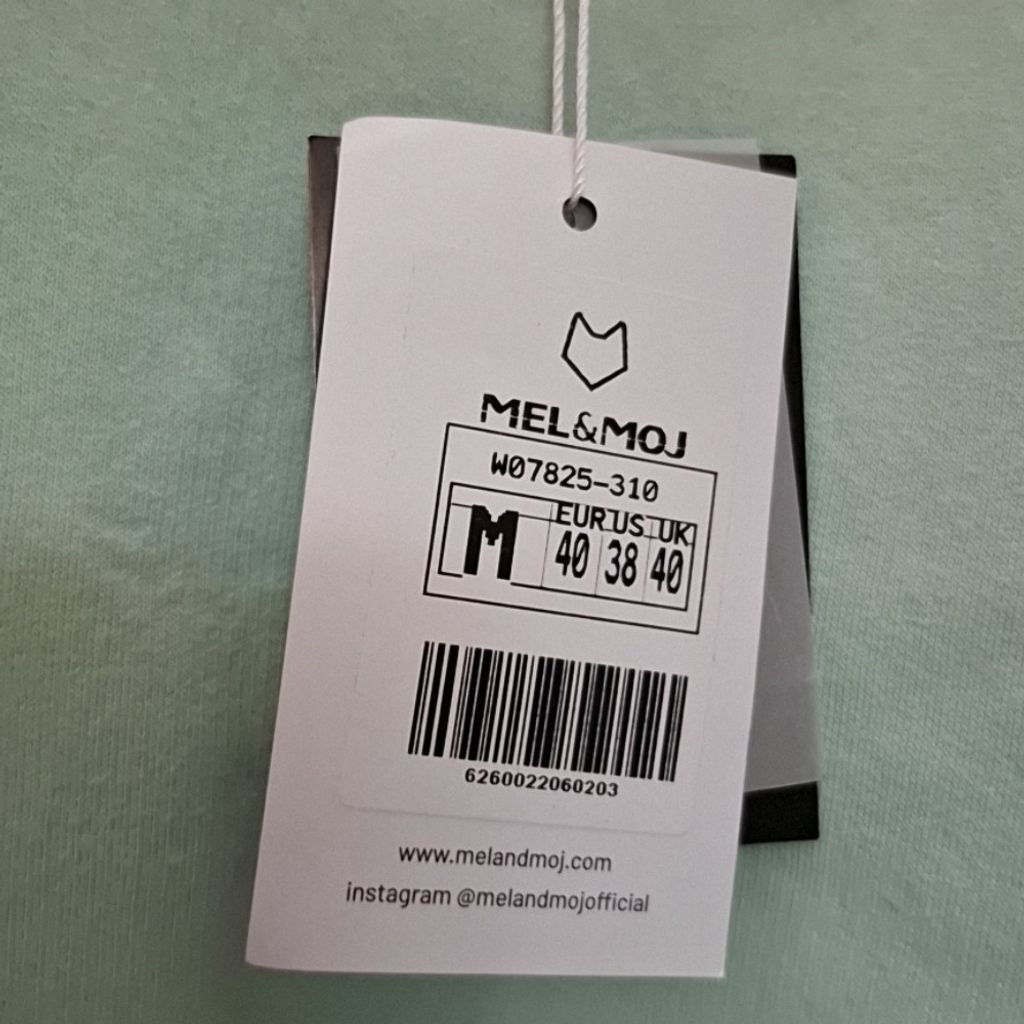 MEL&MOJ
W07825-310
M EUR US UK
40 38 40
6260022060203
www.melandmoj.com
instagram @melandmojofficial